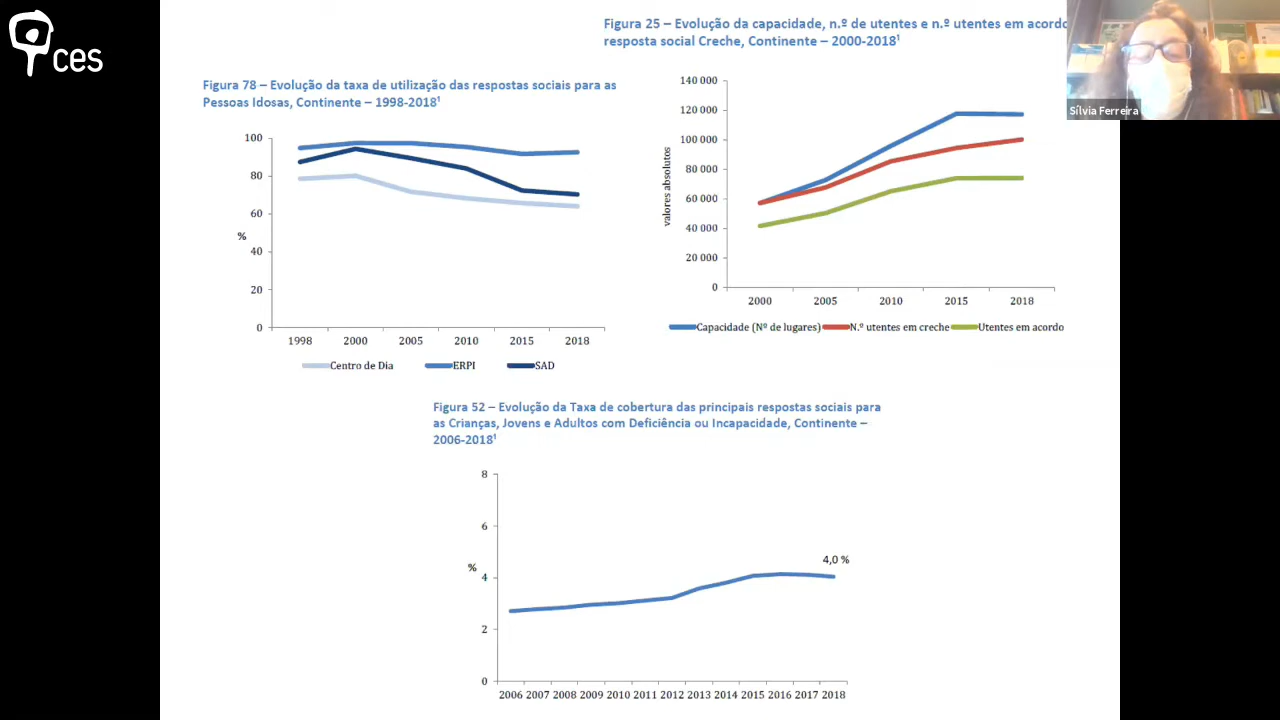 ces
Figura 25 – Evolução da capacidade, n.º de utentes e n.º utentes em acordo
resposta social Creche, Continente – 2000-2018¹
Sílvia Ferreira
Figura 78 – Evolução da taxa de utilização das respostas sociais para as
Pessoas Idosas, Continente – 1998-2018¹
100
80
60
%
40
20
0
1998 2000 2005 2010 2015 2018
Centro de Dia ERPI SAD
140 000
120 000
100 000
80 000
60 000
40 000
20 000
0
valores absolutos
2000 2005 2010 2015 2018
Capacidade (Nº de lugares) N.º utentes em creche Utentes em acordo
Figura 52 – Evolução da Taxa de cobertura das principais respostas sociais para
as Crianças, Jovens e Adultos com Deficiência ou Incapacidade, Continente –
2006-2018¹
8
6
4,0 %
%
4
2
0
2006 2007 2008 2009 2010 2011 2012 2013 2014 2015 2016 2017 2018